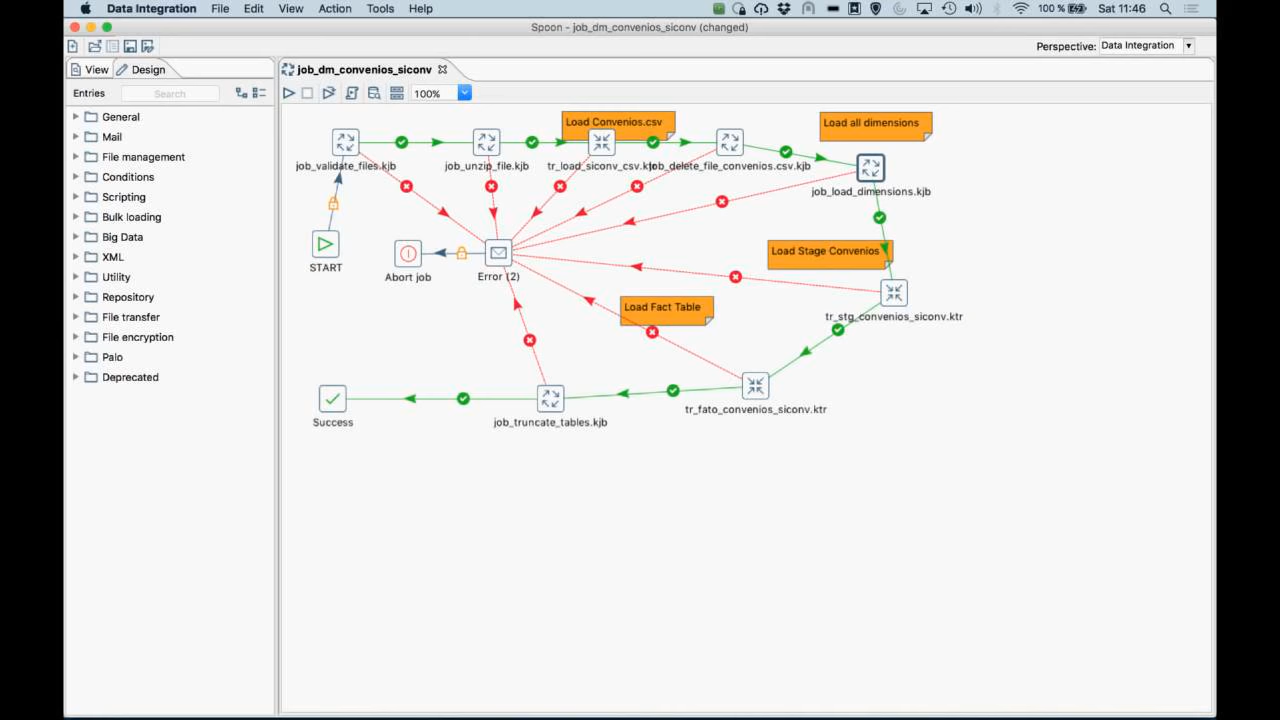 Data Integration File Edit View Action Tools Help 100 % Sat 11:46
Spoon - job_dm_convenios_siconv (changed)
Perspective: Data Integration
View Design
job_dm_convenios_siconv
Entries Search
100%
General
Mail
File management
Conditions
Scripting
Bulk loading
Big Data
XML
Utility
Repository
File transfer
File encryption
Palo
Deprecated
Load Convenios.csv
Load all dimensions
job_validate_files.kjb
job_unzip_file.kjb
tr_load_siconv_csv.ktr
job_delete_file_convenios.csv.kjb
job_load_dimensions.kjb
START
Abort job
Error (2)
Load Stage Convenios
Load Fact Table
tr_stg_convenios_siconv.ktr
tr_fato_convenios_siconv.ktr
Success
job_truncate_tables.kjb